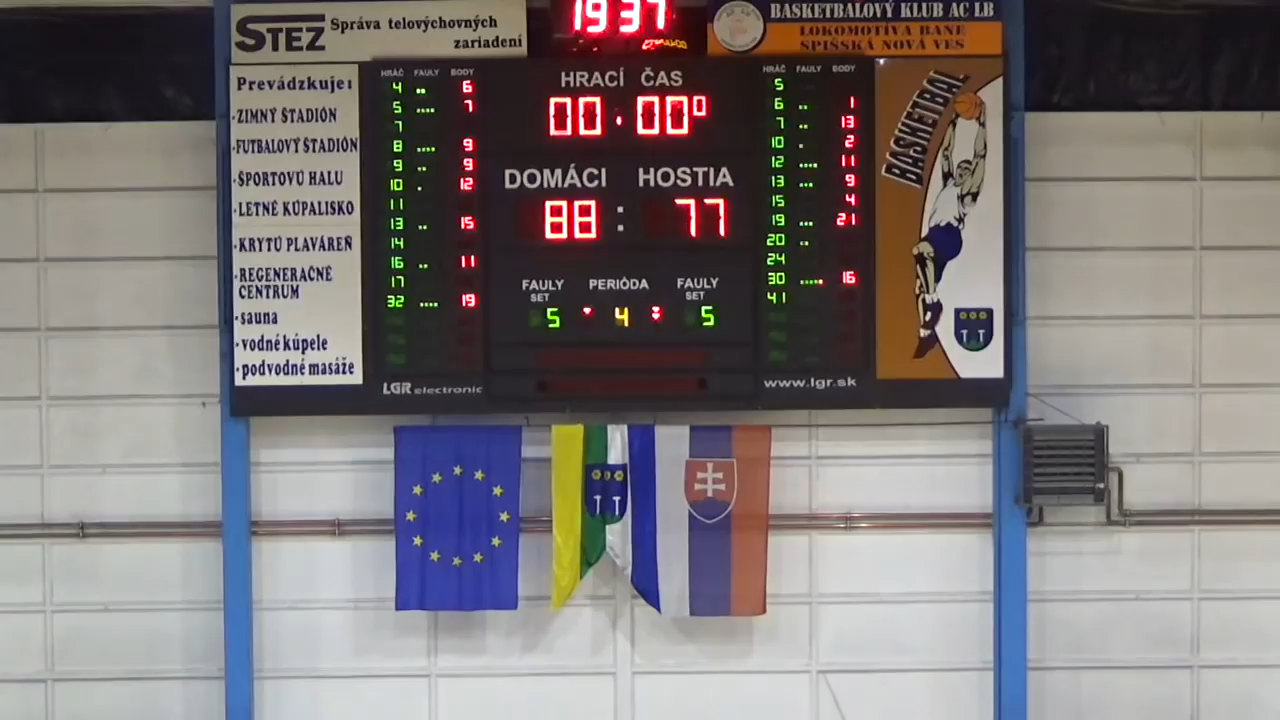 STEZ Správa telovýchovných
zariadení
19 37
BASKETBALOVÝ KLUB AC LB
LOKOMOTÍVA BANE
SPIŠSKÁ NOVÁ VES
Prevádzkuje:
·ZIMNÝ ŠTADIÓN
·FUTBALOVÝ ŠTADIÓN
·ŠPORTOVÚ HALU
·LETNÉ KÚPALISKO
·KRYTÚ PLAVÁREŇ
·REGENERAČNÉ
CENTRUM
·sauna
·vodné kúpele
·podvodné masáže
HRÁČ FAULY BODY
4 6
5 7
7
8 9
9 9
10 12
11
13 15
14
16 11
17
32 19
LGR electronic
HRACÍ ČAS
00.000
DOMÁCI HOSTIA
88 : 77
FAULY PERIÓDA FAULY
SET SET
5 4 5
HRÁČ FAULY BODY
5
6 1
7 13
10 2
12 11
13 9
15 4
19 21
20
24
30 16
41
www.lgr.sk
BASKETBAL